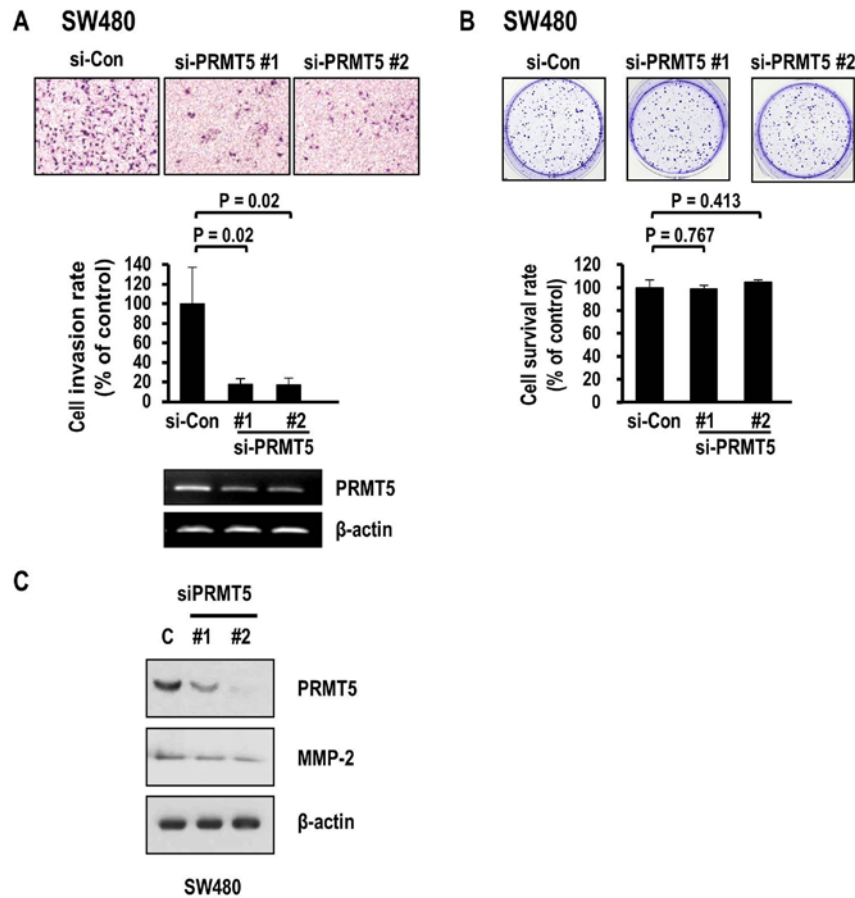 A SW480
si-Con si-PRMT5 #1 si-PRMT5 #2
P = 0.02
P = 0.02
Cell invasion rate
(% of control)
140
120
100
80
60
40
20
0
si-Con #1 #2
si-PRMT5
PRMT5
β-actin
B SW480
si-Con si-PRMT5 #1 si-PRMT5 #2
P = 0.413
P = 0.767
Cell survival rate
(% of control)
120
100
80
60
40
20
0
si-Con #1 #2
si-PRMT5
C
siPRMT5
C #1 #2
PRMT5
MMP-2
β-actin
SW480